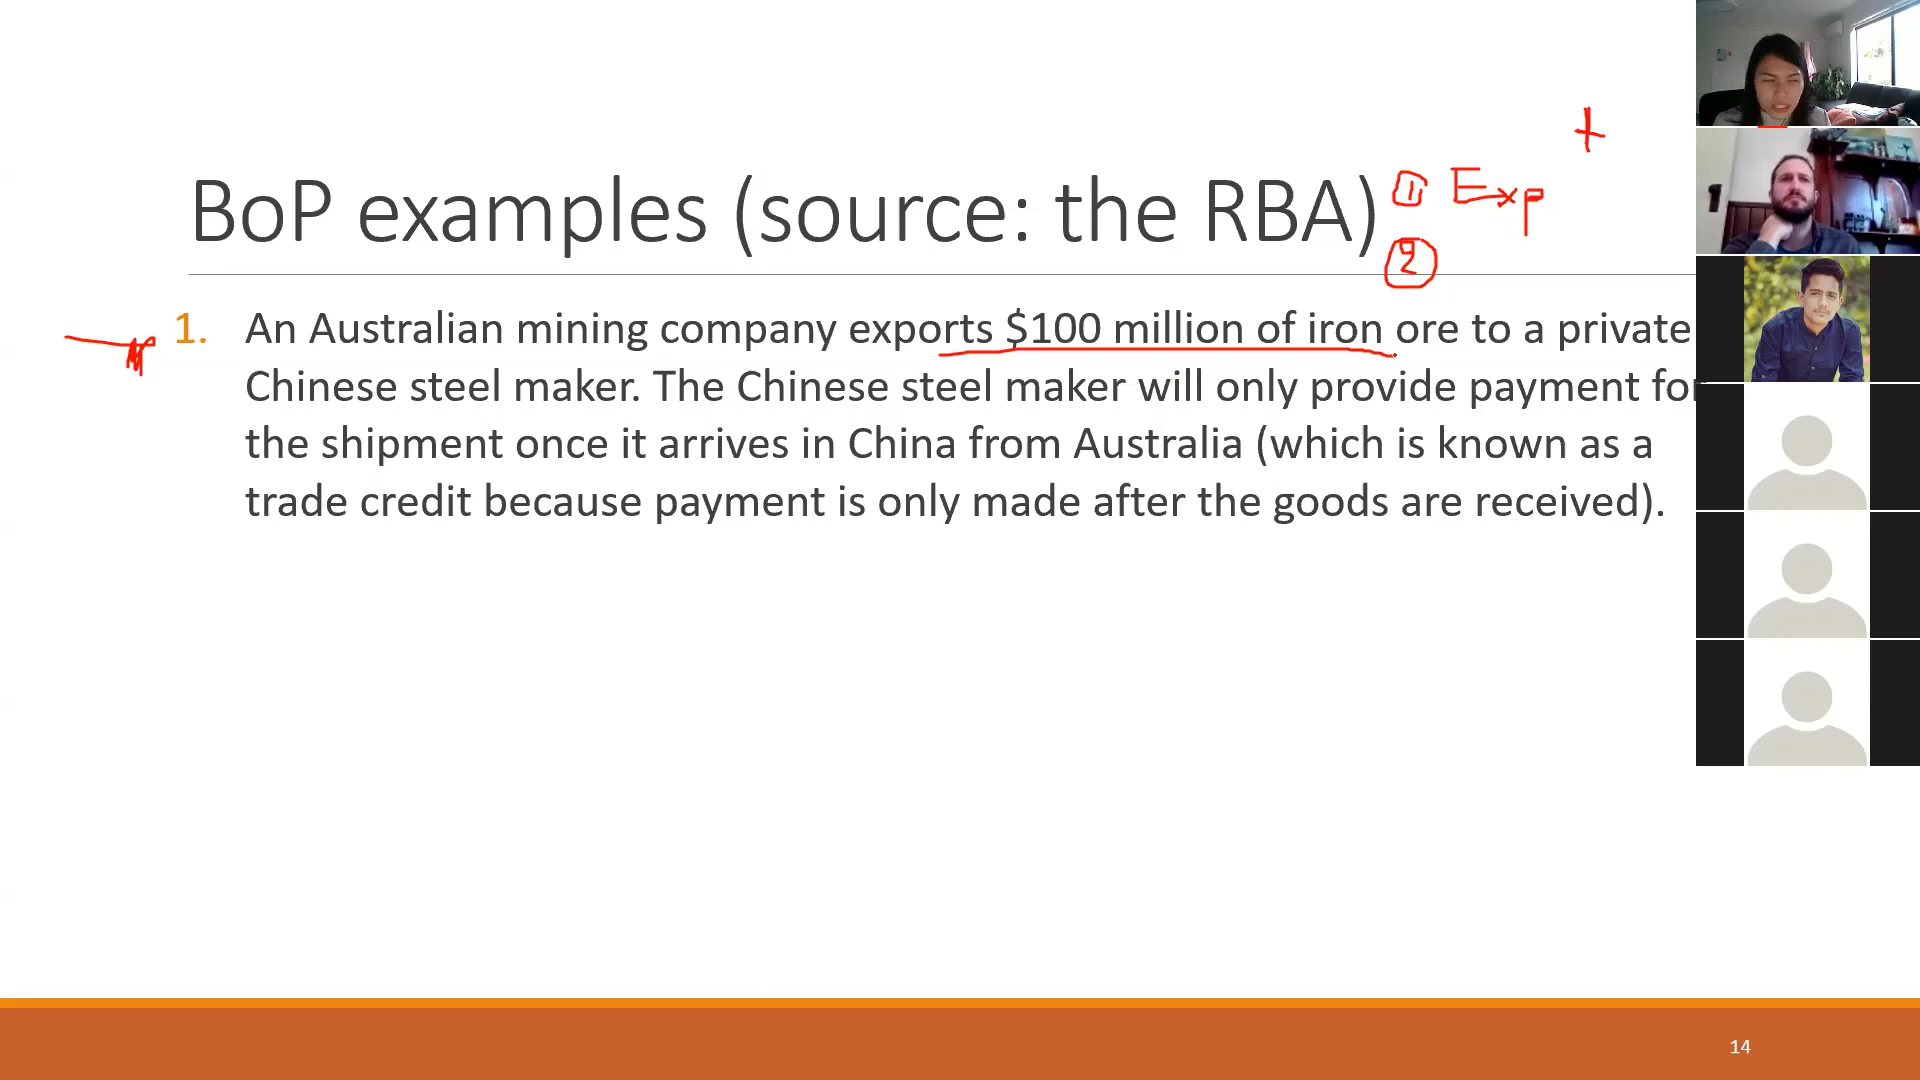 +
BoP examples (source: the RBA) ① Exp
②
1. An Australian mining company exports $100 million of iron ore to a private
Chinese steel maker. The Chinese steel maker will only provide payment for
the shipment once it arrives in China from Australia (which is known as a
trade credit because payment is only made after the goods are received).
14